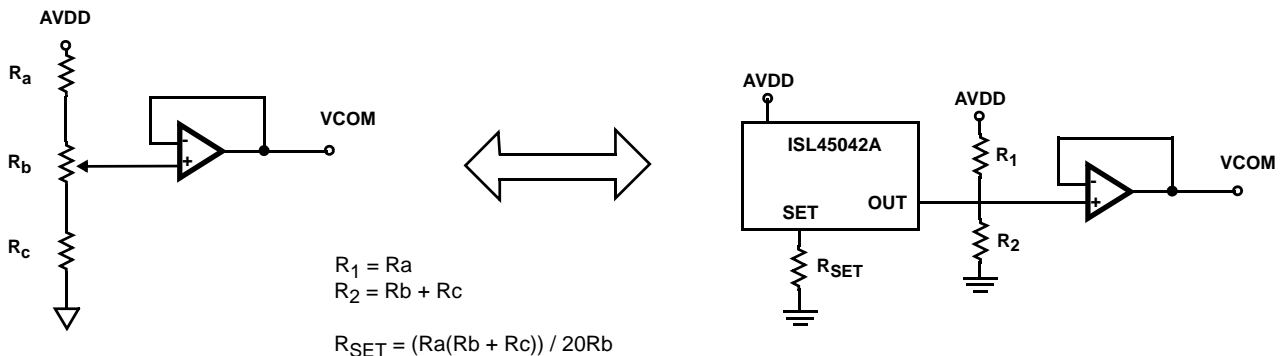 AVDD
Ra
Rb
Rc
-
+
VCOM
R1 = Ra
R2 = Rb + Rc
RSET = (Ra(Rb + Rc)) / 20Rb
AVDD
ISL45042A
SET
OUT
RSET
AVDD
R1
R2
-
+
VCOM